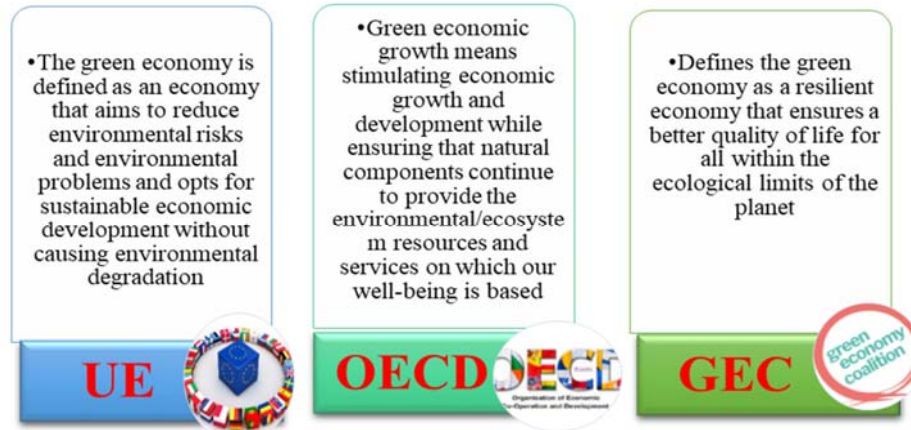 •The green economy is
defined as an economy
that aims to reduce
environmental risks
and environmental
problems and opts for
sustainable economic
development without
causing environmental
degradation
UE
•Green economic
growth means
stimulating economic
growth and
development while
ensuring that natural
components continue
to provide the
environmental/ecosyste
m resources and
services on which our
well-being is based
OECD
OECD
Organisation of Economic
Co-Operation and Development
•Defines the green
economy as a resilient
economy that ensures a
better quality of life for
all within the
ecological limits of the
planet
GEC
green
economy
coalition